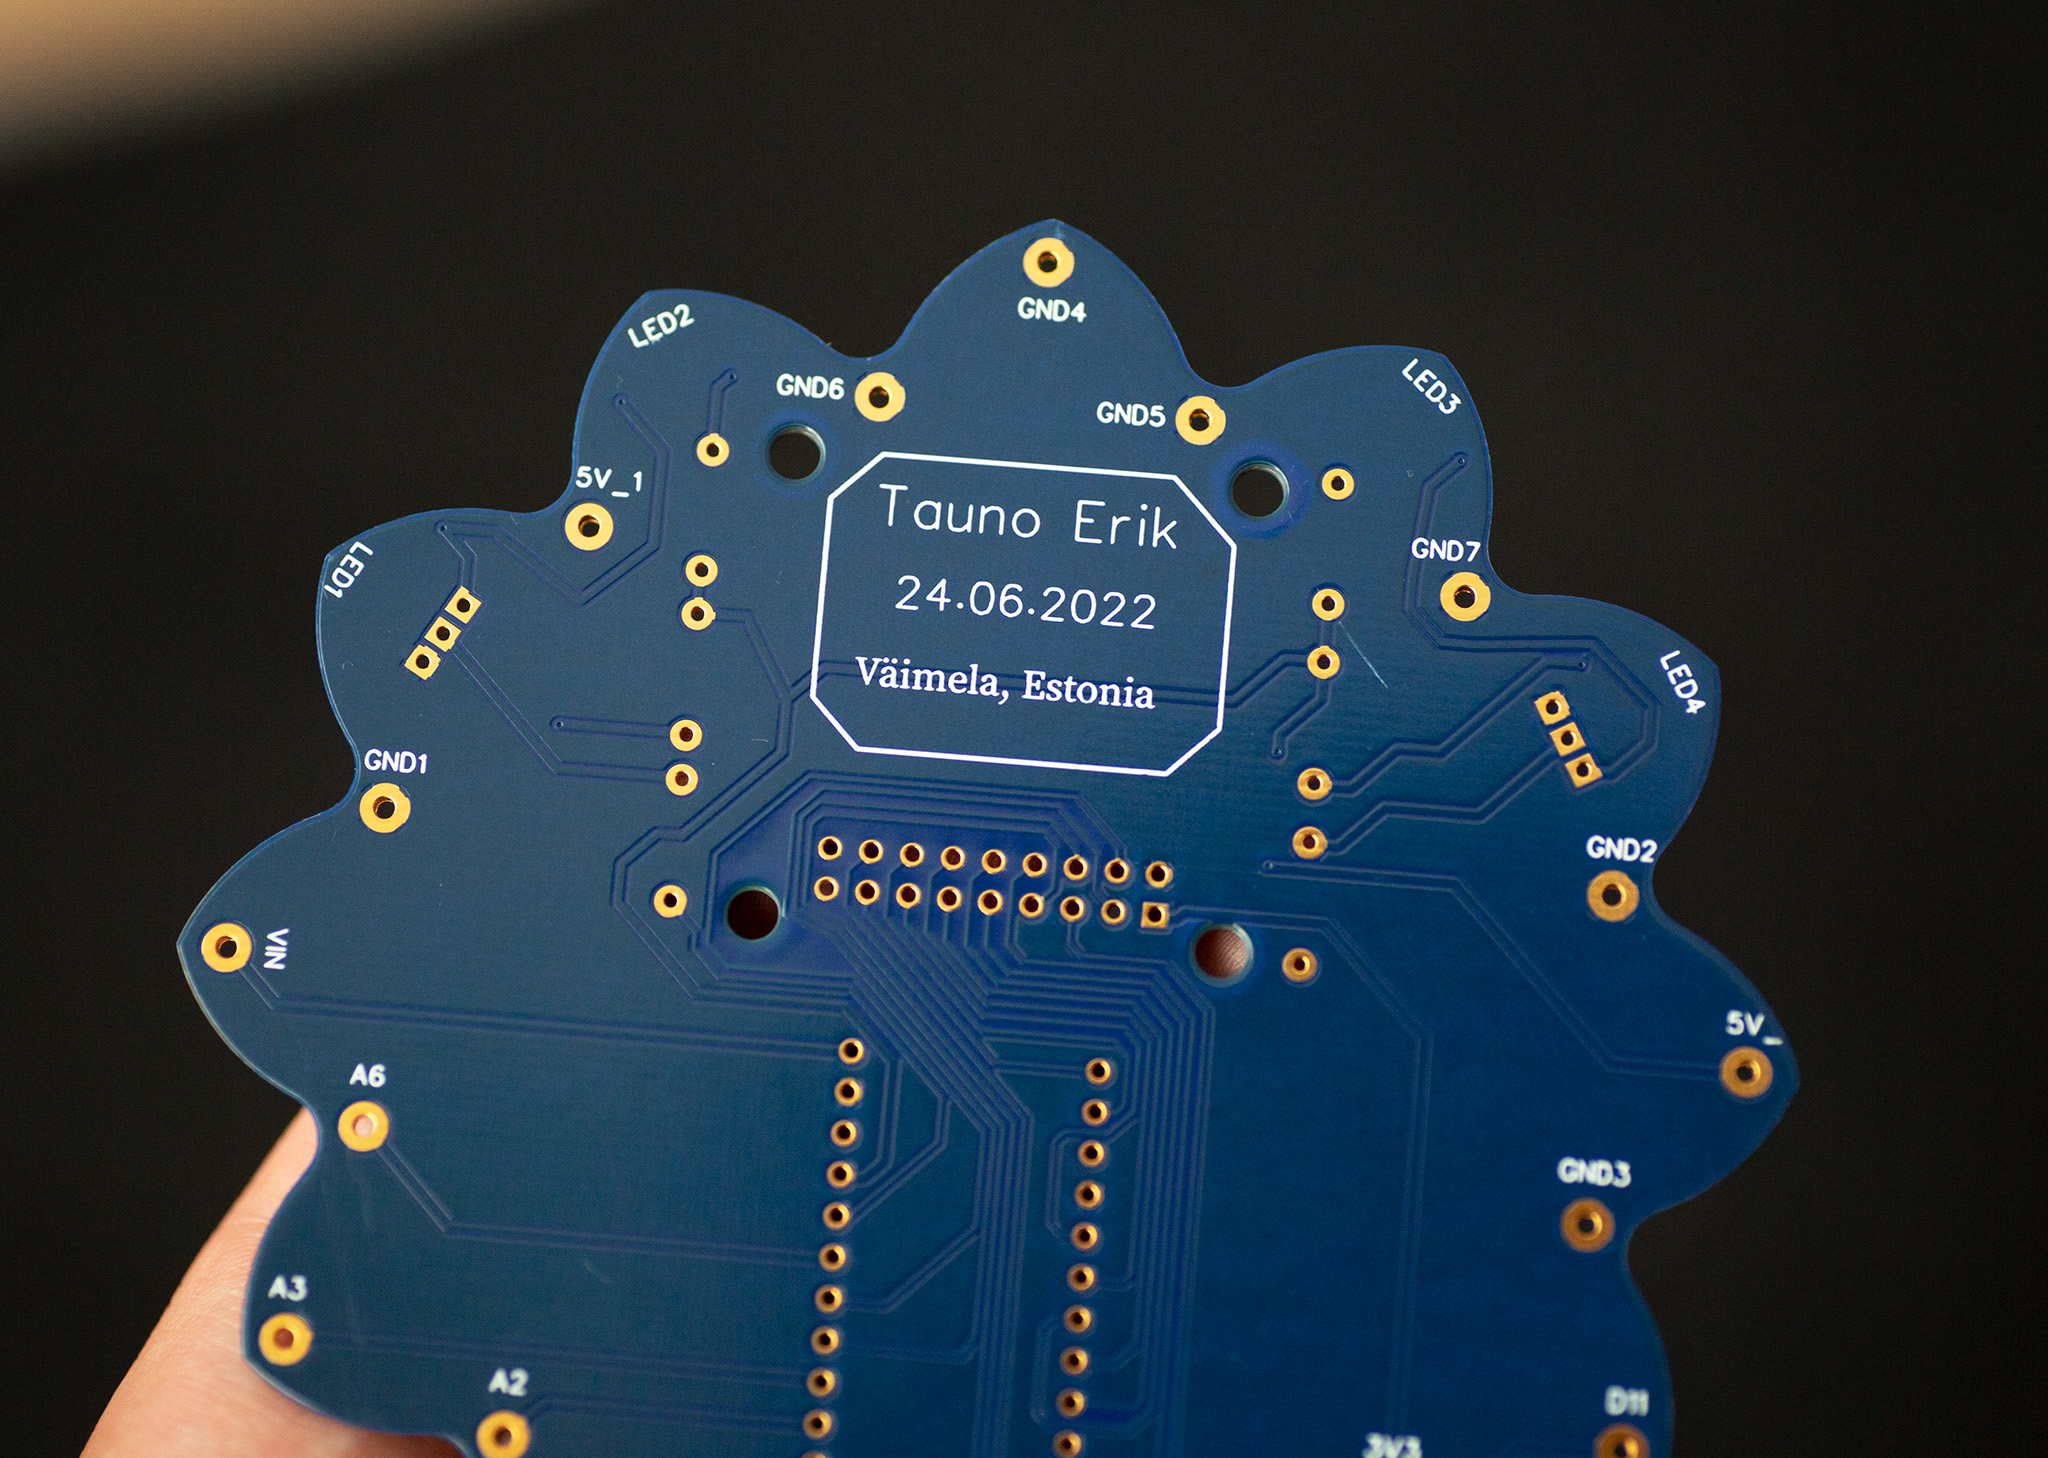 GND4
LED2
LED3
GND6
GND5
5V_1
Tauno Erik
GND7
LED1
24.06.2022
Väimela, Estonia
LED4
GND1
GND2
VIN
5V_
A6
GND3
A3
A2
D11
3V3